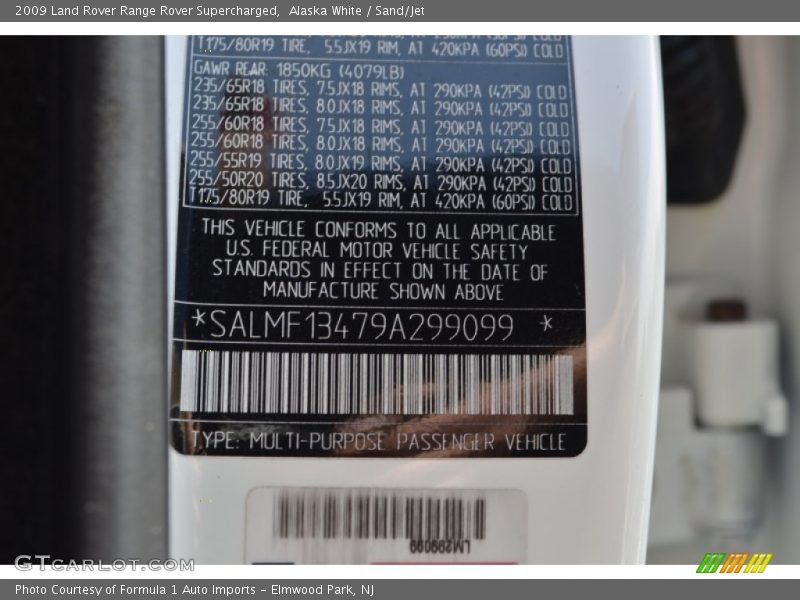 2009 Land Rover Range Rover Supercharged,  Alaska White / Sand/Jet
T175/80R19 TIRE, 5.5JX19 RIM, AT 420KPA (60PSI) COLD
GAWR REAR: 1850KG (4079LB)
235/65R18 TIRES, 7.5JX18 RIMS, AT 290KPA (42PSI) COLD
235/65R18 TIRES, 8.0JX18 RIMS, AT 290KPA (42PSI) COLD
255/60R18 TIRES, 7.5JX18 RIMS, AT 290KPA (42PSI) COLD
255/60R18 TIRES, 8.0JX18 RIMS, AT 290KPA (42PSI) COLD
255/55R19 TIRES, 8.0JX19 RIMS, AT 290KPA (42PSI) COLD
255/50R20 TIRES, 8.5JX20 RIMS, AT 290KPA (42PSI) COLD
T175/80R19 TIRE, 5.5JX19 RIM, AT 420KPA (60PSI) COLD
THIS VEHICLE CONFORMS TO ALL APPLICABLE
U.S. FEDERAL MOTOR VEHICLE SAFETY
STANDARDS IN EFFECT ON THE DATE OF
MANUFACTURE SHOWN ABOVE
*SALMF13479A299099 *
TYPE: MULTI-PURPOSE PASSENGER VEHICLE
LM299099
GTCarLot.com
Photo Courtesy of Formula 1 Auto Imports - Elmwood Park, NJ